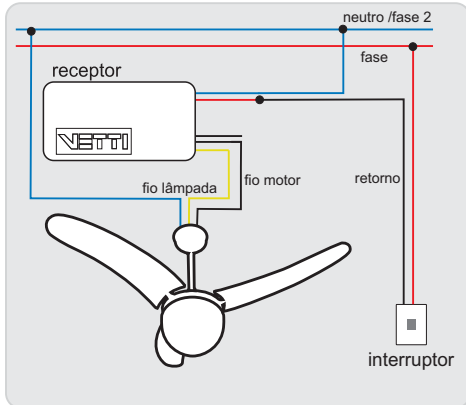 neutro /fase 2
fase
receptor
VETTI
fio lâmpada
fio motor
retorno
interruptor